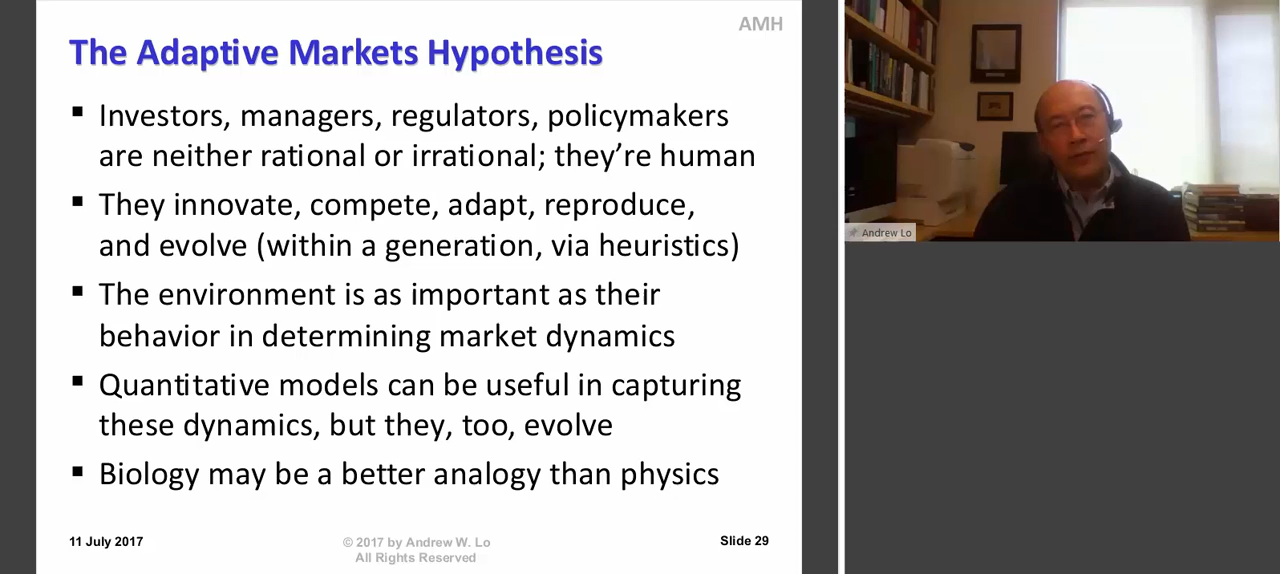 AMH
The Adaptive Markets Hypothesis
Investors, managers, regulators, policymakers
are neither rational or irrational; they’re human
They innovate, compete, adapt, reproduce,
and evolve (within a generation, via heuristics)
The environment is as important as their
behavior in determining market dynamics
Quantitative models can be useful in capturing
these dynamics, but they, too, evolve
Biology may be a better analogy than physics
11 July 2017
© 2017 by Andrew W. Lo
All Rights Reserved
Slide 29
Andrew Lo